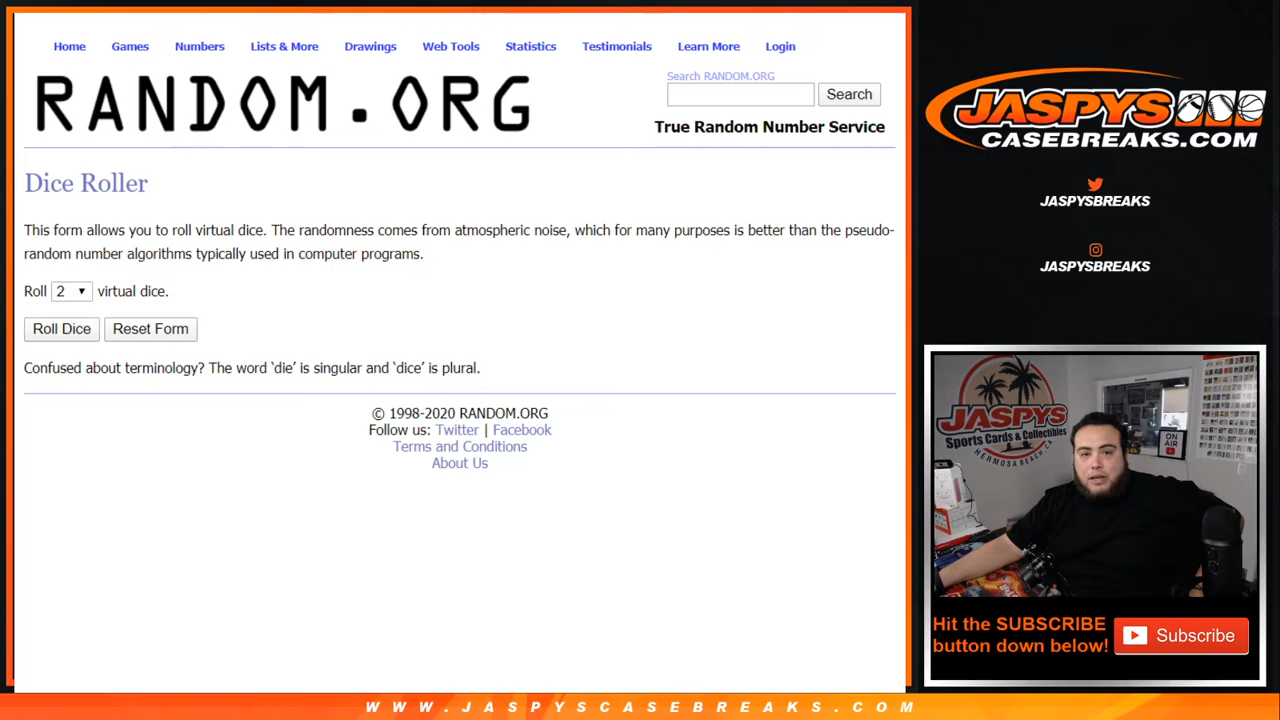 Home Games Numbers Lists & More Drawings Web Tools Statistics Testimonials Learn More Login
RANDOM.ORG
Search RANDOM.ORG
Search
True Random Number Service
Dice Roller
This form allows you to roll virtual dice. The randomness comes from atmospheric noise, which for many purposes is better than the pseudo-
random number algorithms typically used in computer programs.
Roll 2 virtual dice.
Roll Dice Reset Form
Confused about terminology? The word ‘die’ is singular and ‘dice’ is plural.
© 1998-2020 RANDOM.ORG
Follow us: Twitter | Facebook
Terms and Conditions
About Us
JASPYS
CASEBREAKS.COM
JASPYSBREAKS
JASPYSBREAKS
JASPYS
Sports Cards & Collectibles
HERMOSA BEACH, CA
ON
AIR
Hit the SUBSCRIBE
button down below!
Subscribe
WWW.JASPYSCASEBREAKS.COM